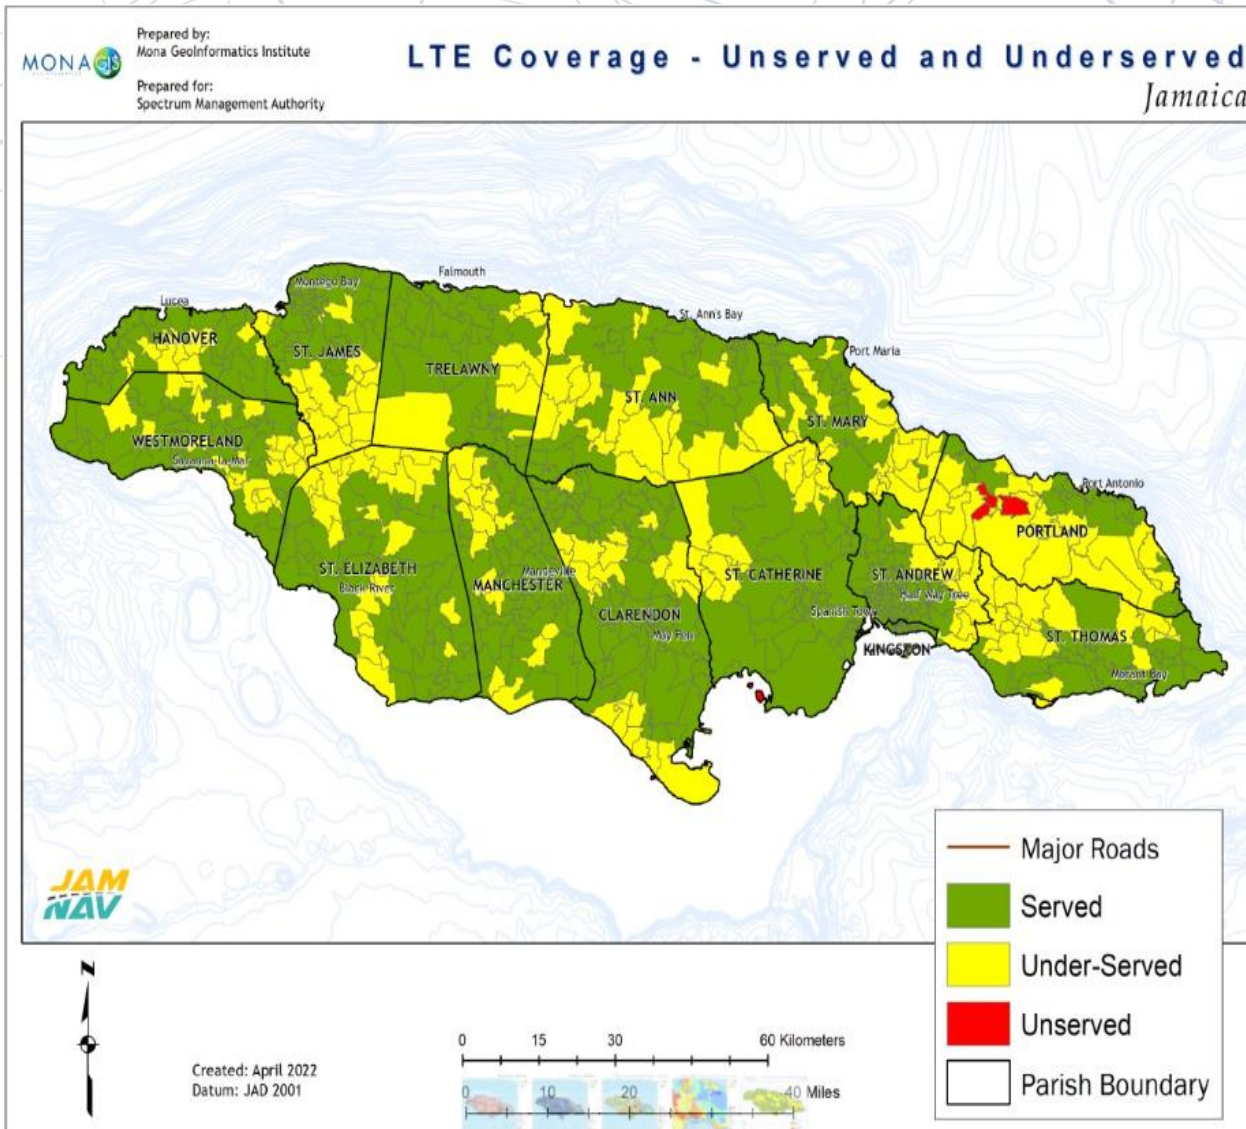 Prepared by:
Mona GeoInformatics Institute
Prepared for:
Spectrum Management Authority
MONA GIS
LTE Coverage - Unserved and Underserved
Jamaica
Falmouth
Montego Bay
Lucea
St. Ann's Bay
HANOVER
ST. JAMES
Port Maria
TRELAWNY
ST. ANN
ST. MARY
WESTMORELAND
Savanna-la-Mar
Port Antonio
PORTLAND
ST. ELIZABETH
Mandeville
ST. CATHERINE
ST. ANDREW
Black River
MANCHESTER
Half Way Tree
CLARENDON
Spanish Town
May Pen
ST. THOMAS
KINGSTON
Morant Bay
JAM
NAV
Major Roads
Served
Under-Served
Unserved
Parish Boundary
N
Created: April 2022
Datum: JAD 2001
0 15 30 60 Kilometers
0 10 20 40 Miles